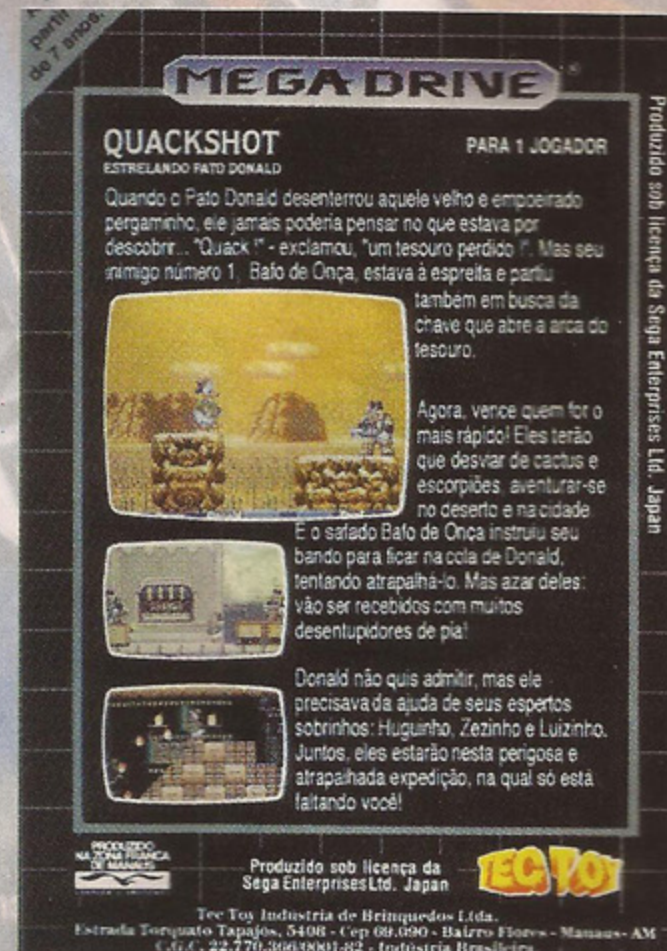 partir
de 7 anos.
MEGA DRIVE
QUACKSHOT
PARA 1 JOGADOR
ESTRELANDO PATO DONALD
Quando o Pato Donald desenterrou aquele velho e empoeirado
pergaminho, ele jamais poderia pensar no que estava por
descobrir... "Quack !" - exclamou, "um tesouro perdido !". Mas seu
inimigo número 1, Bafo de Onça, estava à espreita e partiu
também em busca da
chave que abre a arca do
tesouro.
Agora, vence quem for o
mais rápido! Eles terão
que desviar de cactus e
escorpiões, aventurar-se
no deserto e na cidade
E o safado Bafo de Onça instruiu seu
bando para ficar na cola de Donald,
tentando atrapalhá-lo. Mas azar deles:
vão ser recebidos com muitos
desentupidores de pia!
Donald não quis admitir, mas ele
precisava da ajuda de seus espertos
sobrinhos: Huguinho, Zezinho e Luizinho.
Juntos, eles estarão nesta perigosa e
atrapalhada expedição, na qual só está
faltando você!
Produzido sob licença da Sega Enterprises Ltd. Japan
PRODUZIDO
NA ZONA FRANCA
DE MANAUS
Produzido sob licença da
Sega Enterprises Ltd. Japan
TEC TOY
Tec Toy Indústria de Brinquedos Ltda.
Estrada Torquato Tapajós, 5408 - Cep 69.090 - Bairro Flores - Manaus - AM
C.G.C. 22.770.366/0001-82 - Indústria Brasileira